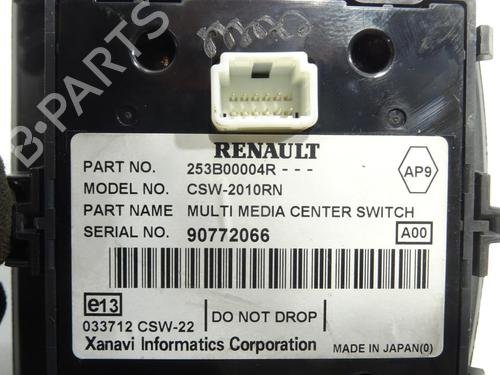 B-PARTS
RENAULT
PART NO. 253B00004R - - -
AP9
MODEL NO. CSW-2010RN
PART NAME MULTI MEDIA CENTER SWITCH
SERIAL NO. 90772066 A00
e13
033712 CSW-22 DO NOT DROP
Xanavi Informatics Corporation MADE IN JAPAN(0)